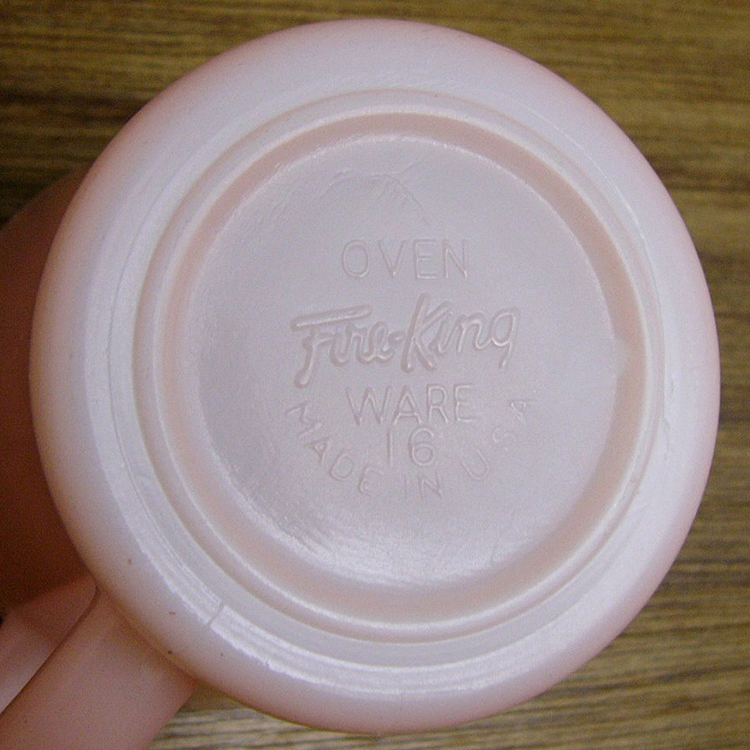 OVEN
Fire-King
WARE
16
MADE IN U.S.A.